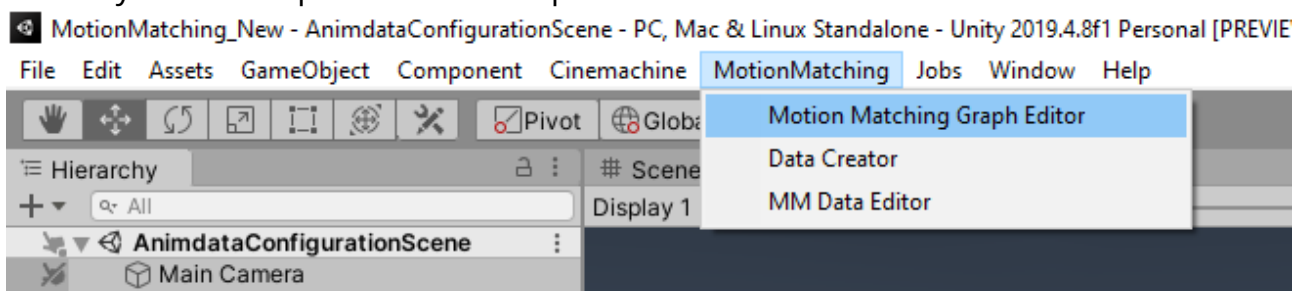 MotionMatching_New - AnimdataConfigurationScene - PC, Mac & Linux Standalone - Unity 2019.4.8f1 Personal [PREVIE
File Edit Assets GameObject Component Cinemachine MotionMatching Jobs Window Help
Pivot Globa
Motion Matching Graph Editor
Data Creator
MM Data Editor
Hierarchy
# Scene
All
Display 1
AnimdataConfigurationScene
Main Camera